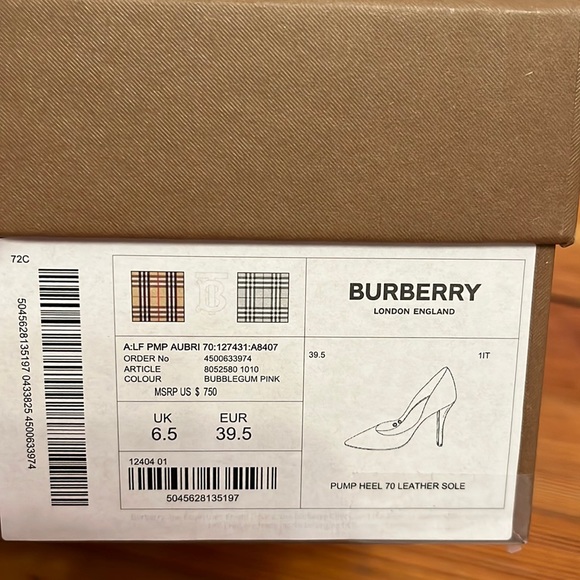 72C
5045628135197 0433825 4500633974
A:LF PMP AUBRI 70:127431:A8407
ORDER No 4500633974
ARTICLE 8052580 1010
COLOUR BUBBLEGUM PINK
MSRP US $ 750
UK EUR
6.5 39.5
12404 01
5045628135197
BURBERRY
LONDON ENGLAND
39.5 1IT
PUMP HEEL 70 LEATHER SOLE